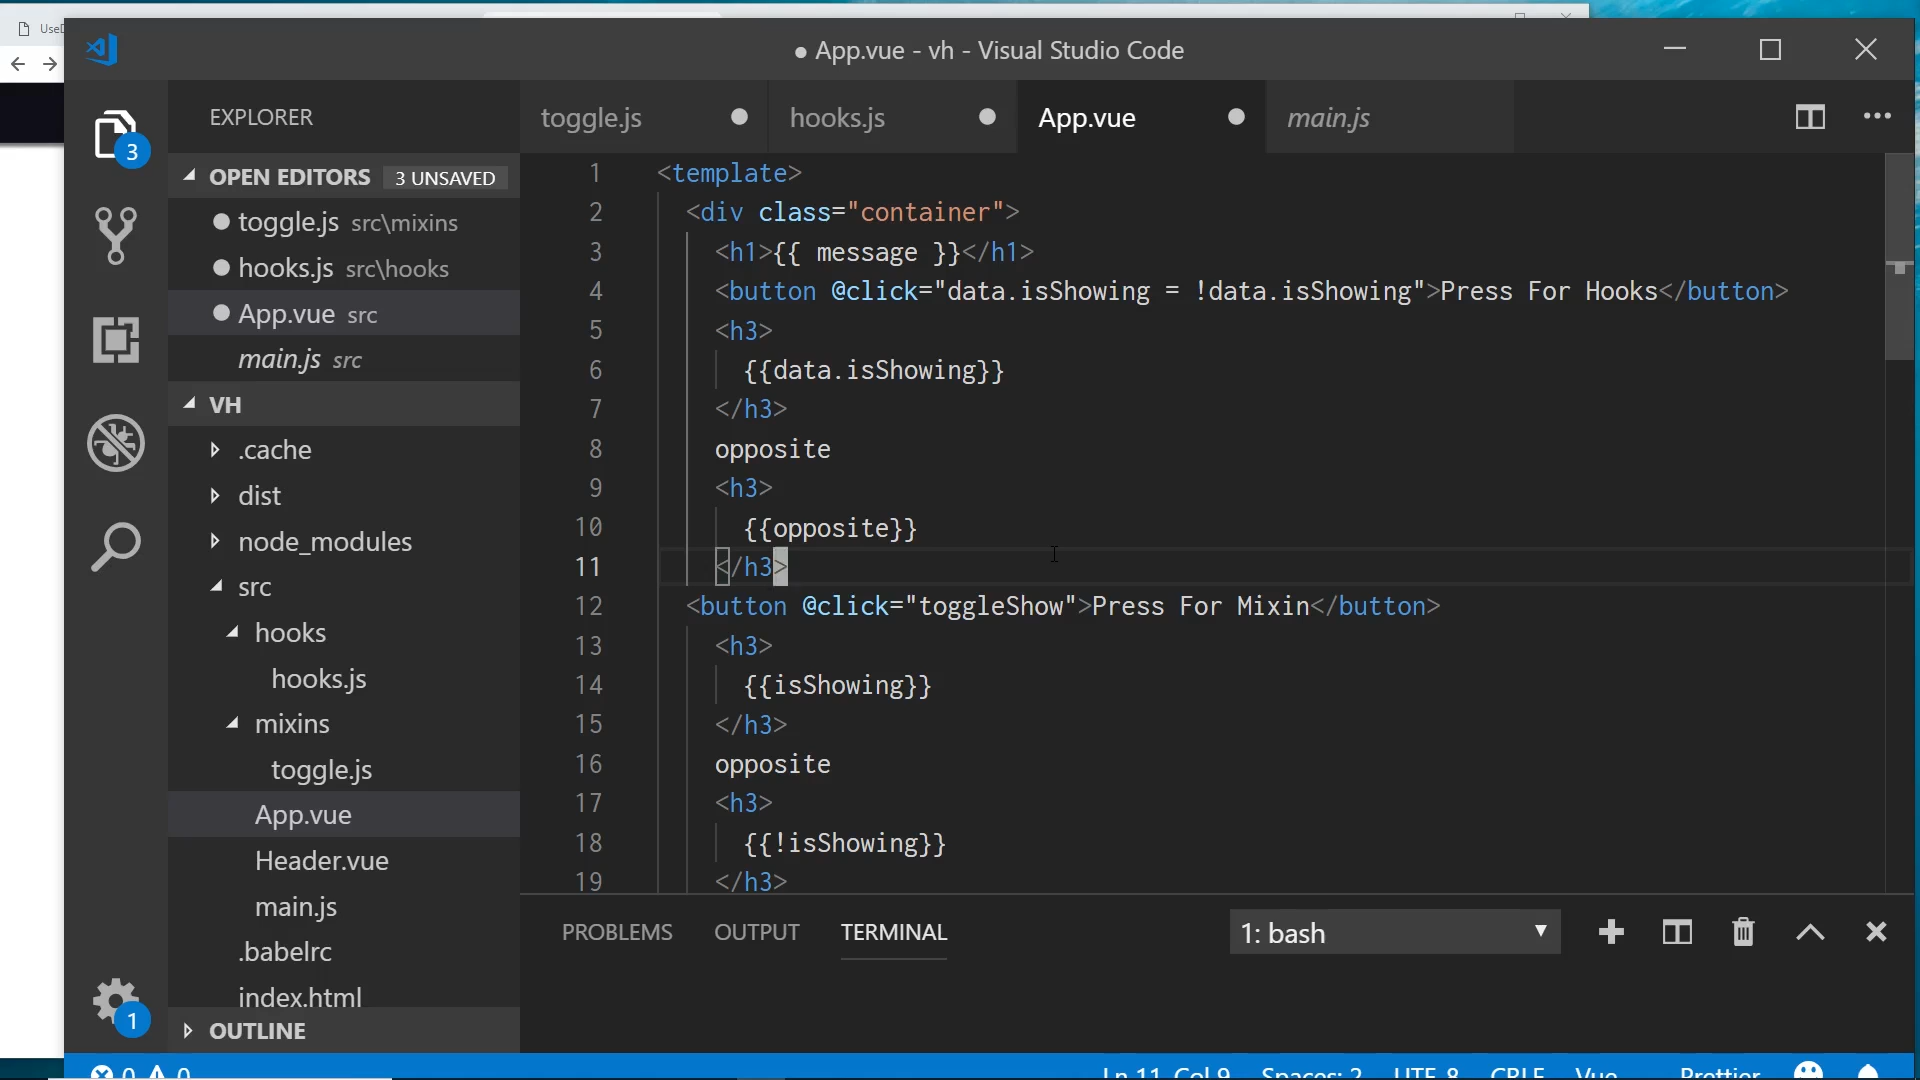 UseD
● App.vue - vh - Visual Studio Code
EXPLORER
toggle.js
hooks.js
App.vue
main.js
3
OPEN EDITORS 3 UNSAVED
toggle.js src\mixins
hooks.js src\hooks
App.vue src
main.js src
VH
.cache
dist
node_modules
src
hooks
hooks.js
mixins
toggle.js
App.vue
Header.vue
main.js
.babelrc
index.html
OUTLINE
1
1 <template>
2 <div class="container">
3 <h1>{{ message }}</h1>
4 <button @click="data.isShowing = !data.isShowing">Press For Hooks</button>
5 <h3>
6 {{data.isShowing}}
7 </h3>
8 opposite
9 <h3>
10 {{opposite}}
11 </h3>
12 <button @click="toggleShow">Press For Mixin</button>
13 <h3>
14 {{isShowing}}
15 </h3>
16 opposite
17 <h3>
18 {{!isShowing}}
19 </h3>
PROBLEMS OUTPUT TERMINAL 1: bash
0 0 Ln 11, Col 9 Spaces: 2 UTF-8 CRLF Vue Prettier